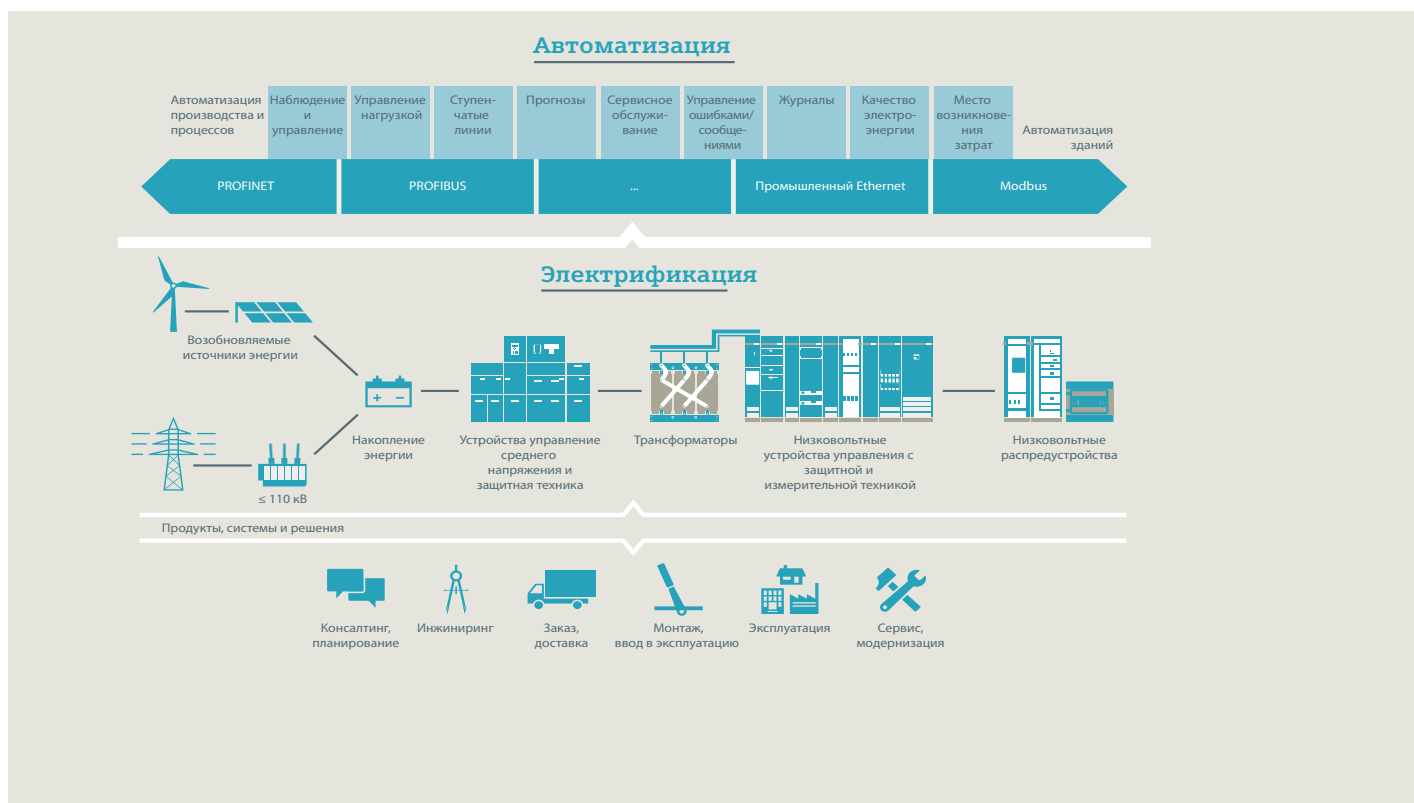 Автоматизация
Автоматизация
производства и
процессов
Наблюдение
и
управление
Управление
нагрузкой
Ступен-
чатые
линии
Прогнозы
Сервисное
обслужи-
вание
Управление
ошибками/
сообще-
ниями
Журналы
Качество
электро-
энергии
Место
возникнове-
ния
затрат
Автоматизация
зданий
PROFINET
PROFIBUS
...
Промышленный Ethernet
Modbus
Электрификация
Возобновляемые
источники энергии
≤ 110 кВ
Накопление
энергии
Устройства управление
среднего
напряжения и
защитная техника
Трансформаторы
Низковольтные
устройства управления с
защитной и
измерительной техникой
Низковольтные
распредустройства
Продукты, системы и решения
Консалтинг,
планирование
Инжиниринг
Заказ,
доставка
Монтаж,
ввод в эксплуатацию
Эксплуатация
Сервис,
модернизация